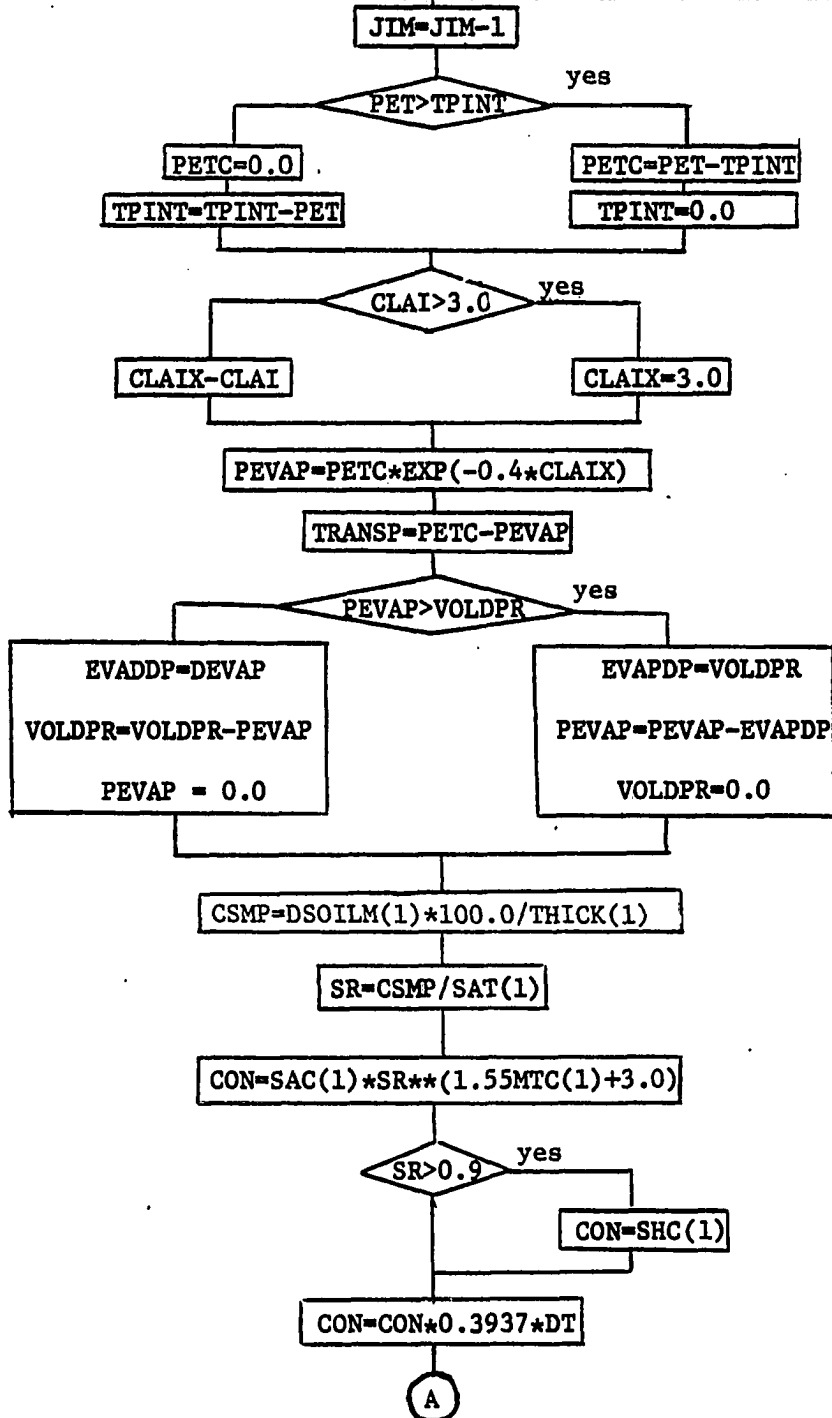 JIM=JIM-1
PET>TPINT
yes
PETC=0.0
PETC=PET-TPINT
TPINT=TPINT-PET
TPINT=0.0
CLAI>3.0
yes
CLAIX-CLAI
CLAIX=3.0
PEVAP=PETC*EXP(-0.4*CLAIX)
TRANSP=PETC-PEVAP
PEVAP>VOLDPR
yes
EVADDP=DEVAP
VOLDPR=VOLDPR-PEVAP
PEVAP = 0.0
EVAPDP=VOLDPR
PEVAP=PEVAP-EVAPDP
VOLDPR=0.0
CSMP=DSOILM(1)*100.0/THICK(1)
SR=CSMP/SAT(1)
CON=SAC(1)*SR**(1.55MTC(1)+3.0)
SR>0.9
yes
CON=SHC(1)
CON=CON*0.3937*DT
A